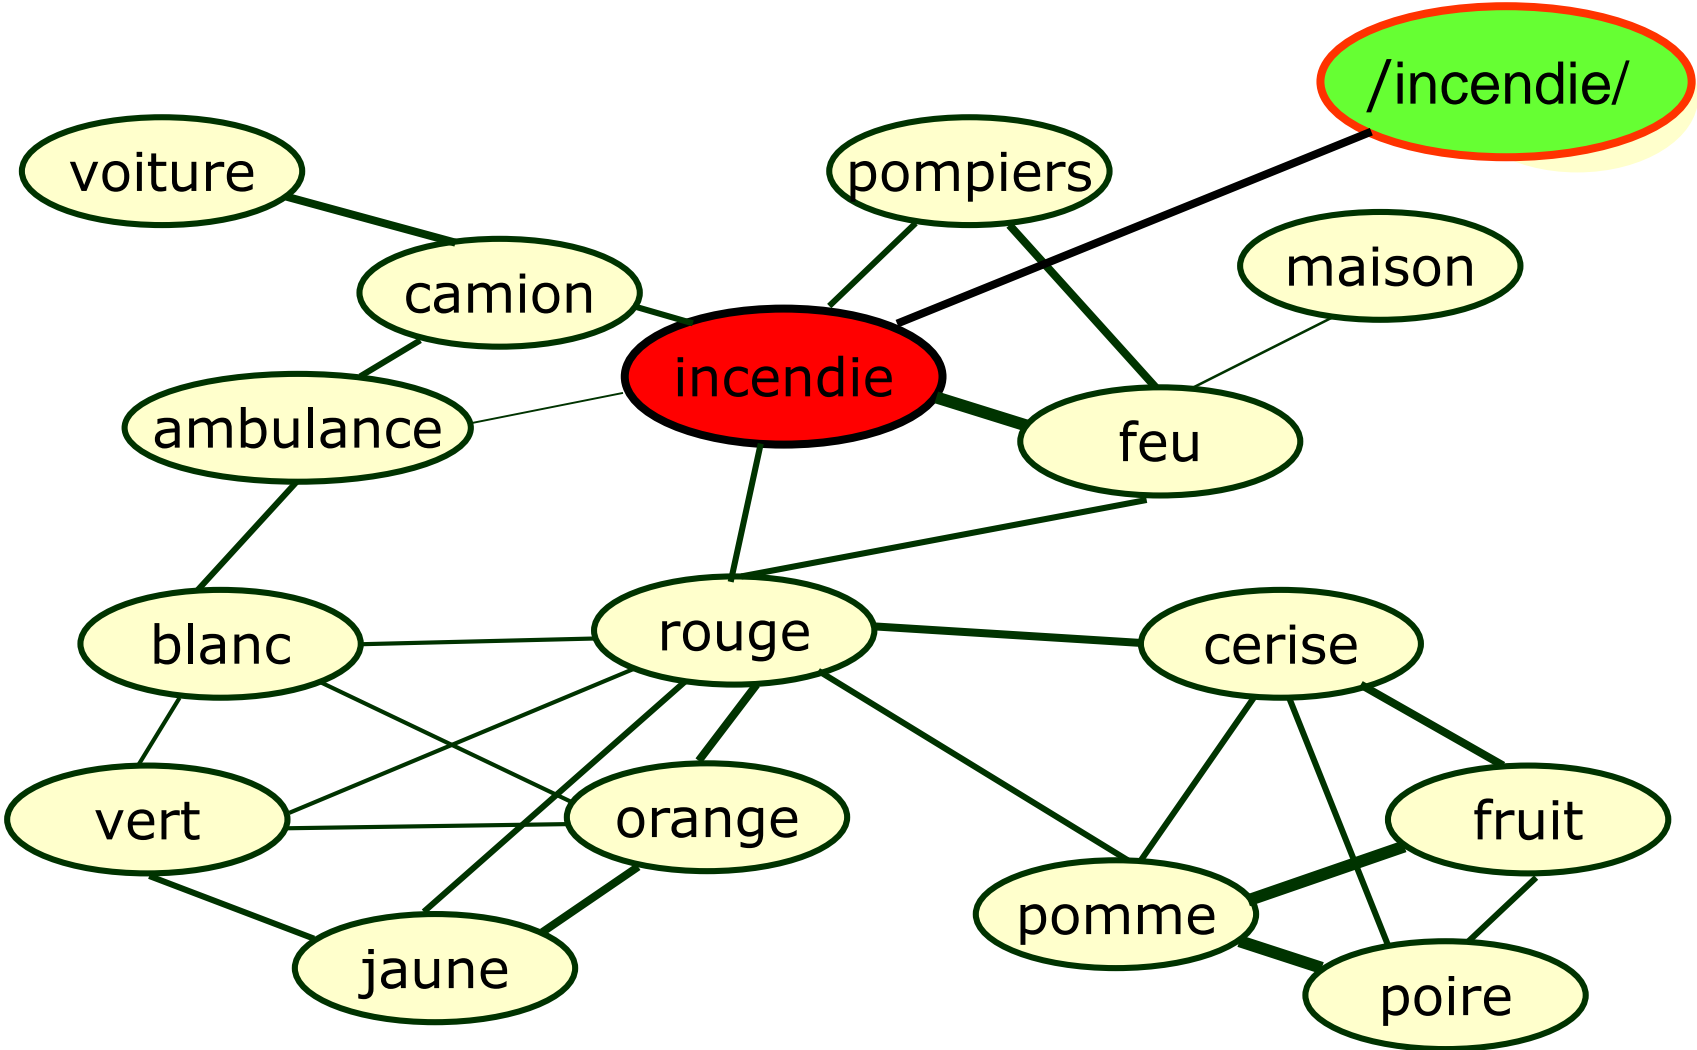 /incendie/
voiture
pompiers
maison
camion
incendie
ambulance
feu
blanc
rouge
cerise
vert
orange
fruit
pomme
jaune
poire